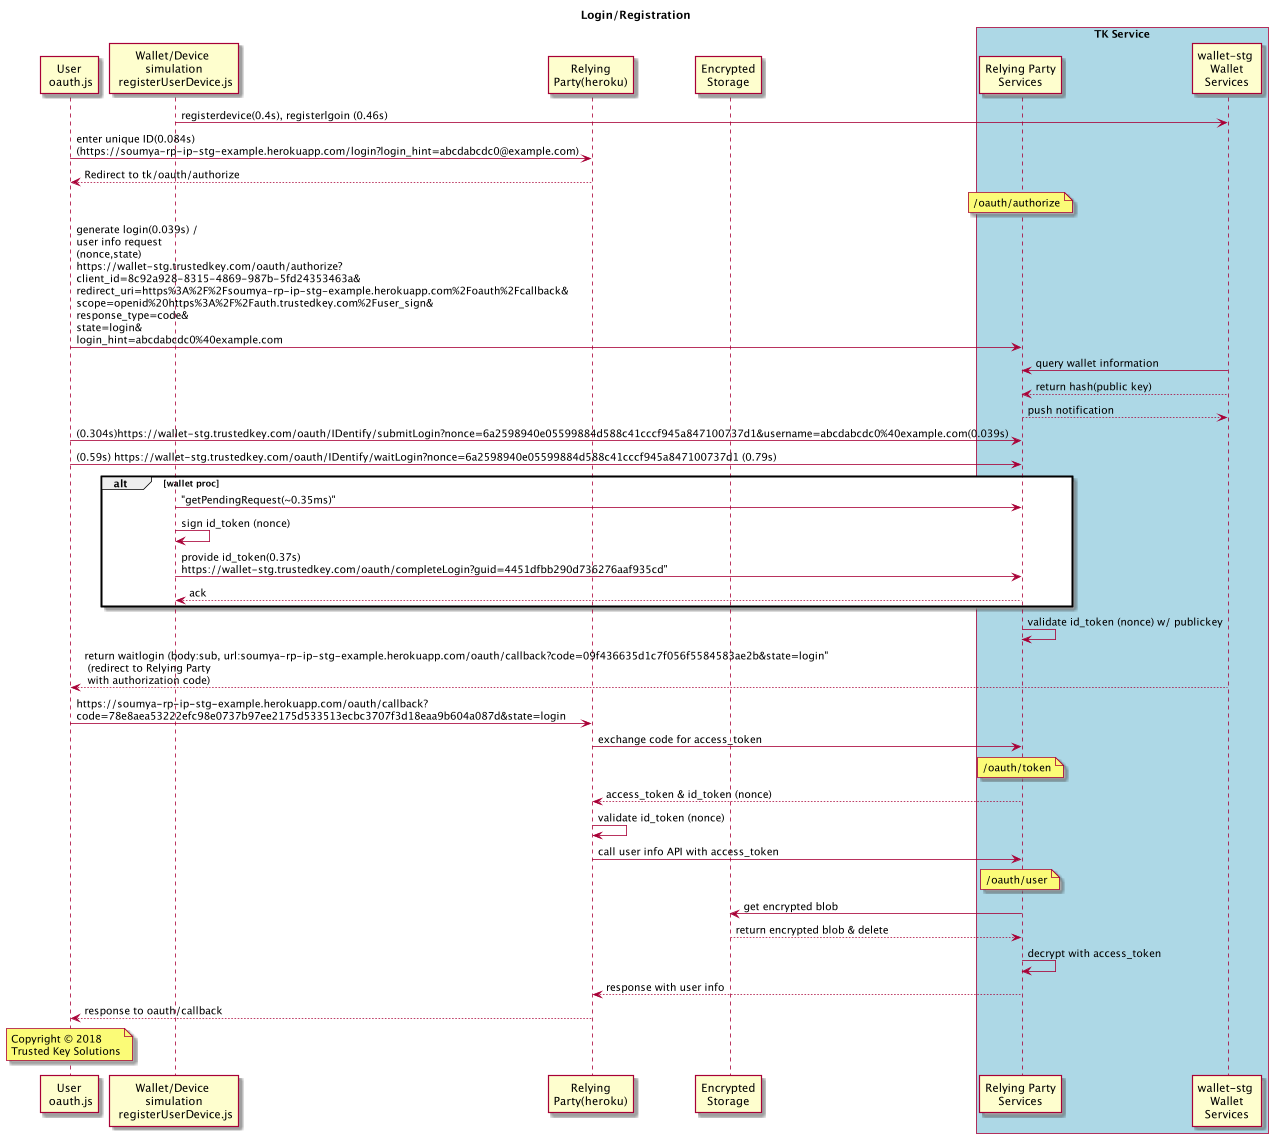 Login/Registration
TK Service
User
oauth.js
Wallet/Device
simulation
registerUserDevice.js
Relying
Party(heroku)
Encrypted
Storage
Relying Party
Services
wallet-stg
Wallet
Services
registerdevice(0.4s), registerlgoin (0.46s)
enter unique ID(0.084s)
(https://soumya-rp-ip-stg-example.herokuapp.com/login?login_hint=abcdabcdc0@example.com)
Redirect to tk/oauth/authorize
/oauth/authorize
generate login(0.039s) /
user info request
(nonce,state)
https://wallet-stg.trustedkey.com/oauth/authorize?
client_id=8c92a928-8315-4869-987b-5fd24353463a&
redirect_uri=https%3A%2F%2Fsoumya-rp-ip-stg-example.herokuapp.com%2Foauth%2Fcallback&
scope=openid%20https%3A%2F%2Fauth.trustedkey.com%2Fuser_sign&
response_type=code&
state=login&
login_hint=abcdabcdc0%40example.com
query wallet information
return hash(public key)
push notification
(0.304s)https://wallet-stg.trustedkey.com/oauth/IDentify/submitLogin?nonce=6a2598940e05599884d588c41cccf945a847100737d1&username=abcdabcdc0%40example.com(0.039s)
(0.59s) https://wallet-stg.trustedkey.com/oauth/IDentify/waitLogin?nonce=6a2598940e05599884d588c41cccf945a847100737d1 (0.79s)
alt [wallet proc]
"getPendingRequest(~0.35ms)"
sign id_token (nonce)
provide id_token(0.37s)
https://wallet-stg.trustedkey.com/oauth/completeLogin?guid=4451dfbb290d736276aaf935cd"
ack
validate id_token (nonce) w/ publickey
return waitlogin (body:sub, url:soumya-rp-ip-stg-example.herokuapp.com/oauth/callback?code=09f436635d1c7f056f5584583ae2b&state=login"
(redirect to Relying Party
with authorization code)
https://soumya-rp-ip-stg-example.herokuapp.com/oauth/callback?
code=78e8aea53222efc98e0737b97ee2175d533513ecbc3707f3d18eaa9b604a087d&state=login
exchange code for access_token
/oauth/token
access_token & id_token (nonce)
validate id_token (nonce)
call user info API with access_token
/oauth/user
get encrypted blob
return encrypted blob & delete
decrypt with access_token
response with user info
response to oauth/callback
Copyright © 2018
Trusted Key Solutions
User
oauth.js
Wallet/Device
simulation
registerUserDevice.js
Relying
Party(heroku)
Encrypted
Storage
Relying Party
Services
wallet-stg
Wallet
Services